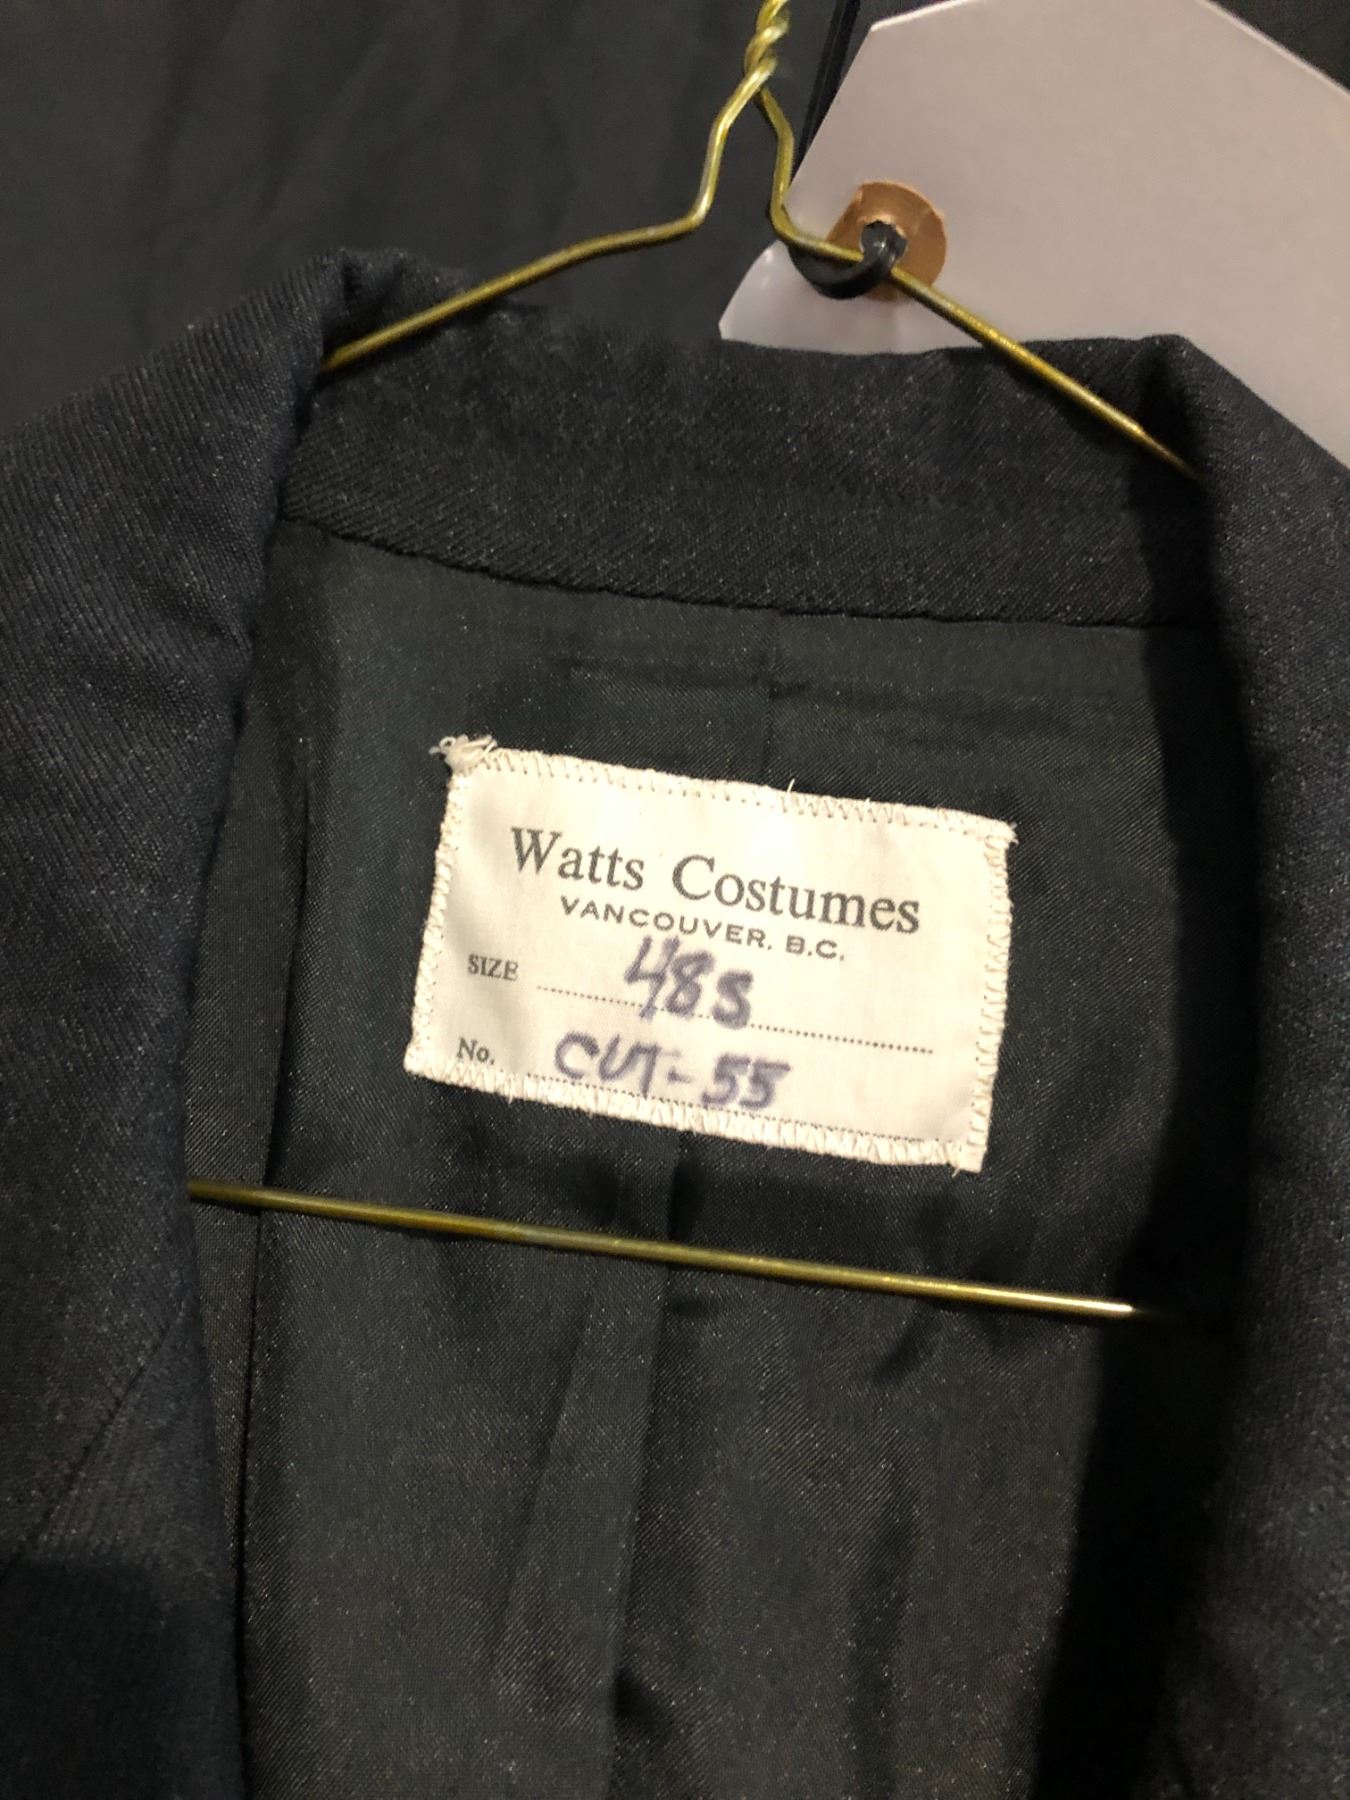 Watts Costumes
VANCOUVER, B.C.
SIZE 48S
No. CUT-55